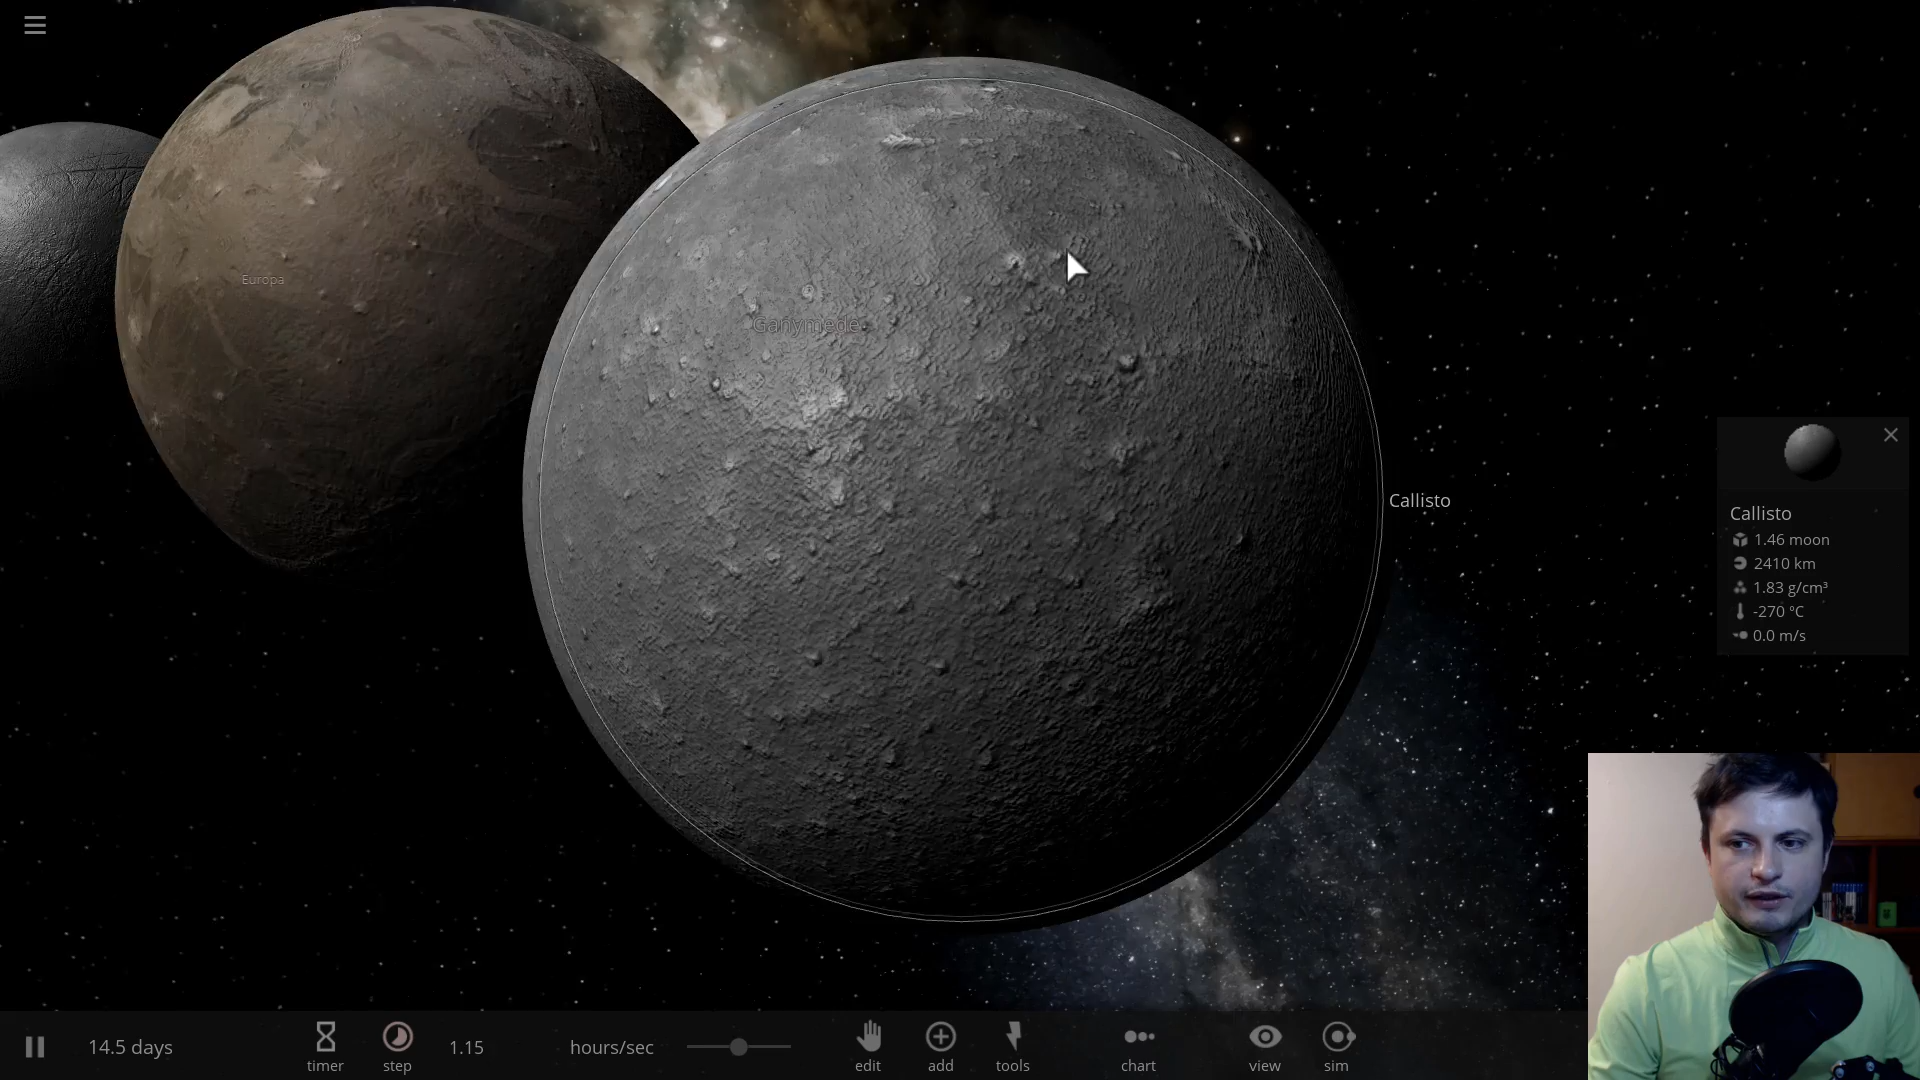 Europa
Ganymede
Callisto
Callisto
1.46 moon
2410 km
1.83 g/cm³
-270 °C
0.0 m/s
14.5 days
timer
step
1.15
hours/sec
edit
add
tools
chart
view
sim